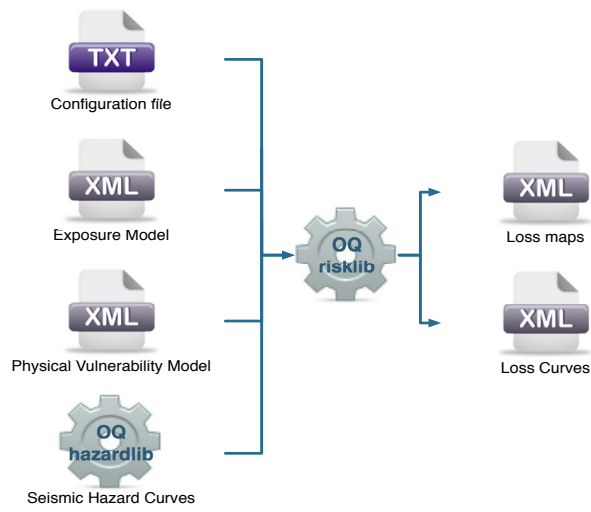 TXT
Configuration file
XML
Exposure Model
XML
Physical Vulnerability Model
OQ
hazardlib
Seismic Hazard Curves
OQ
risklib
XML
Loss maps
XML
Loss Curves